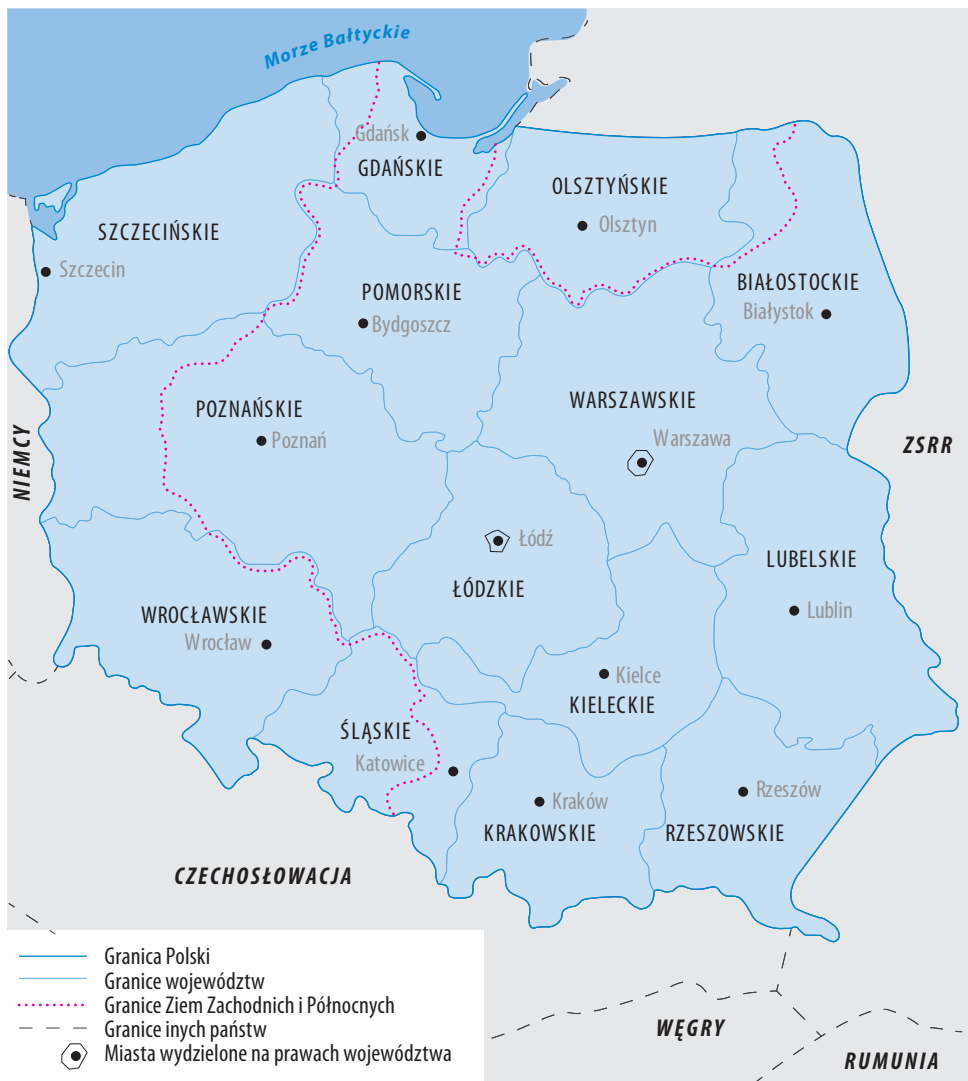 Morze Bałtyckie
Gdańsk
GDAŃSKIE
OLSZTYŃSKIE
Olsztyn
SZCZECIŃSKIE
Szczecin
POMORSKIE
Bydgoszcz
BIAŁOSTOCKIE
Białystok
POZNAŃSKIE
Poznań
WARSZAWSKIE
Warszawa
NIEMCY
ZSRR
Łódź
ŁÓDZKIE
LUBELSKIE
Lublin
WROCŁAWSKIE
Wrocław
Kielce
KIELECKIE
ŚLĄSKIE
Katowice
Kraków
KRAKOWSKIE
Rzeszów
RZESZOWSKIE
CZECHOSŁOWACJA
Granica Polski
Granice województw
Granice Ziem Zachodnich i Północnych
Granice inych państw
Miasta wydzielone na prawach województwa
WĘGRY
RUMUNIA